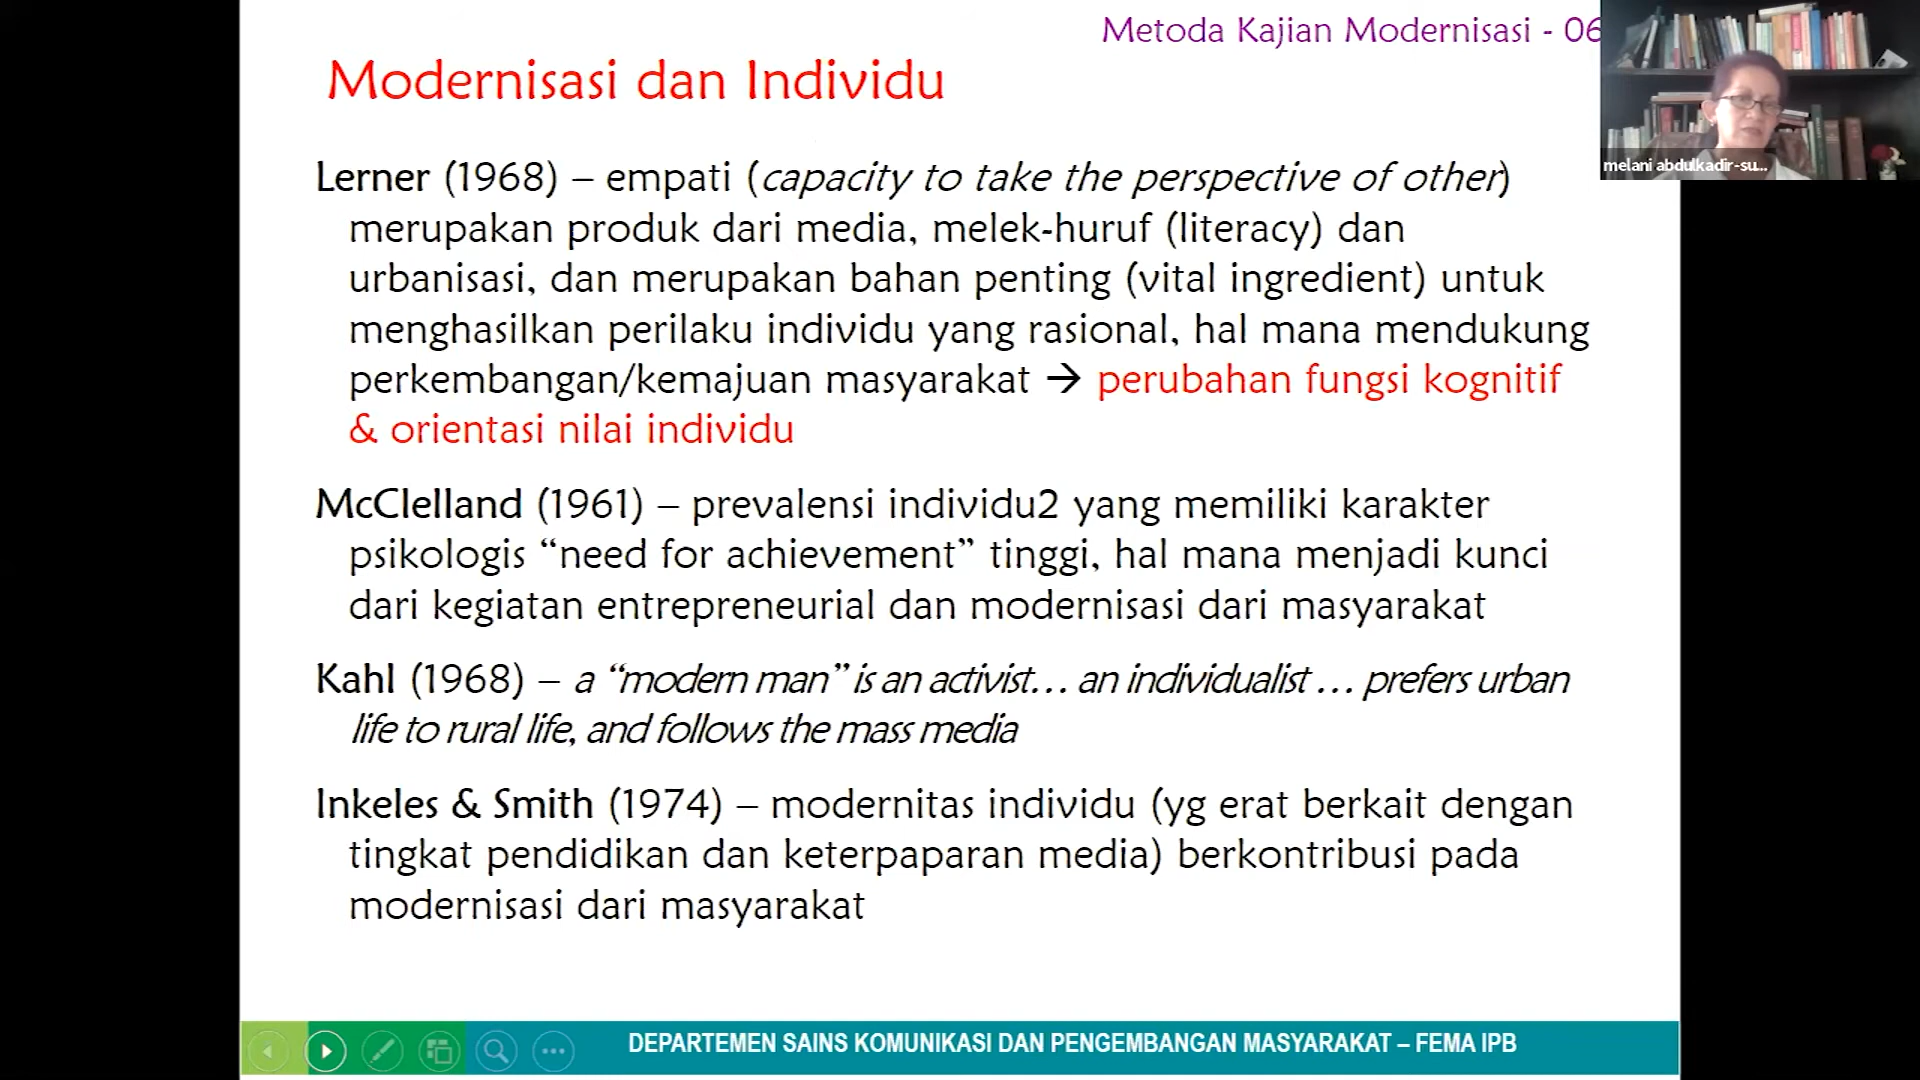 Metoda Kajian Modernisasi - 06
Modernisasi dan Individu
melani abdulkadir-su...
Lerner (1968) – empati (capacity to take the perspective of other)
merupakan produk dari media, melek-huruf (literacy) dan
urbanisasi, dan merupakan bahan penting (vital ingredient) untuk
menghasilkan perilaku individu yang rasional, hal mana mendukung
perkembangan/kemajuan masyarakat → perubahan fungsi kognitif
& orientasi nilai individu
McClelland (1961) – prevalensi individu2 yang memiliki karakter
psikologis “need for achievement” tinggi, hal mana menjadi kunci
dari kegiatan entrepreneurial dan modernisasi dari masyarakat
Kahl (1968) – a “modern man” is an activist… an individualist … prefers urban
life to rural life, and follows the mass media
Inkeles & Smith (1974) – modernitas individu (yg erat berkait dengan
tingkat pendidikan dan keterpaparan media) berkontribusi pada
modernisasi dari masyarakat
DEPARTEMEN SAINS KOMUNIKASI DAN PENGEMBANGAN MASYARAKAT – FEMA IPB